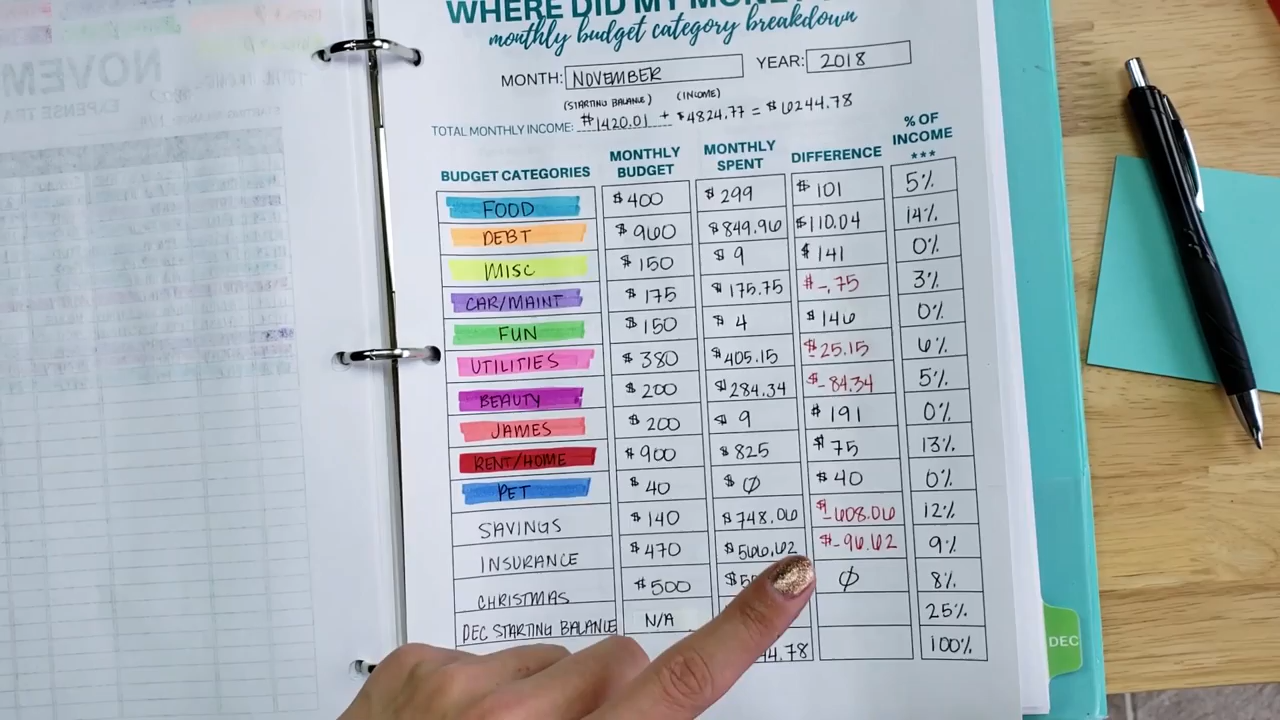 WHERE DID MY
monthly budget category breakdown
MONTH: NOVEMBER YEAR: 2018
(STARTING BALANCE) (INCOME)
TOTAL MONTHLY INCOME: $1420.01 + $4824.77 = $6244.78
BUDGET CATEGORIES MONTHLY BUDGET MONTHLY SPENT DIFFERENCE % OF INCOME ***
FOOD $400 $299 $101 5%
DEBT $960 $849.96 $110.04 14%
MISC $150 $9 $141 0%
CAR/MAINT $175 $175.75 $-.75 3%
FUN $150 $4 $146 0%
UTILITIES $380 $405.15 $25.15 6%
BEAUTY $200 $284.34 $-84.34 5%
JAMES $200 $9 $191 0%
RENT/HOME $900 $825 $75 13%
PET $40 $0 $40 0%
SAVINGS $140 $748.06 $-608.06 12%
INSURANCE $470 $566.62 $-96.62 9%
CHRISTMAS $500 Ø 8%
DEC STARTING BALANCE N/A 25%
44.78 100%
DEC
NOVEM
EXPENSE TRA